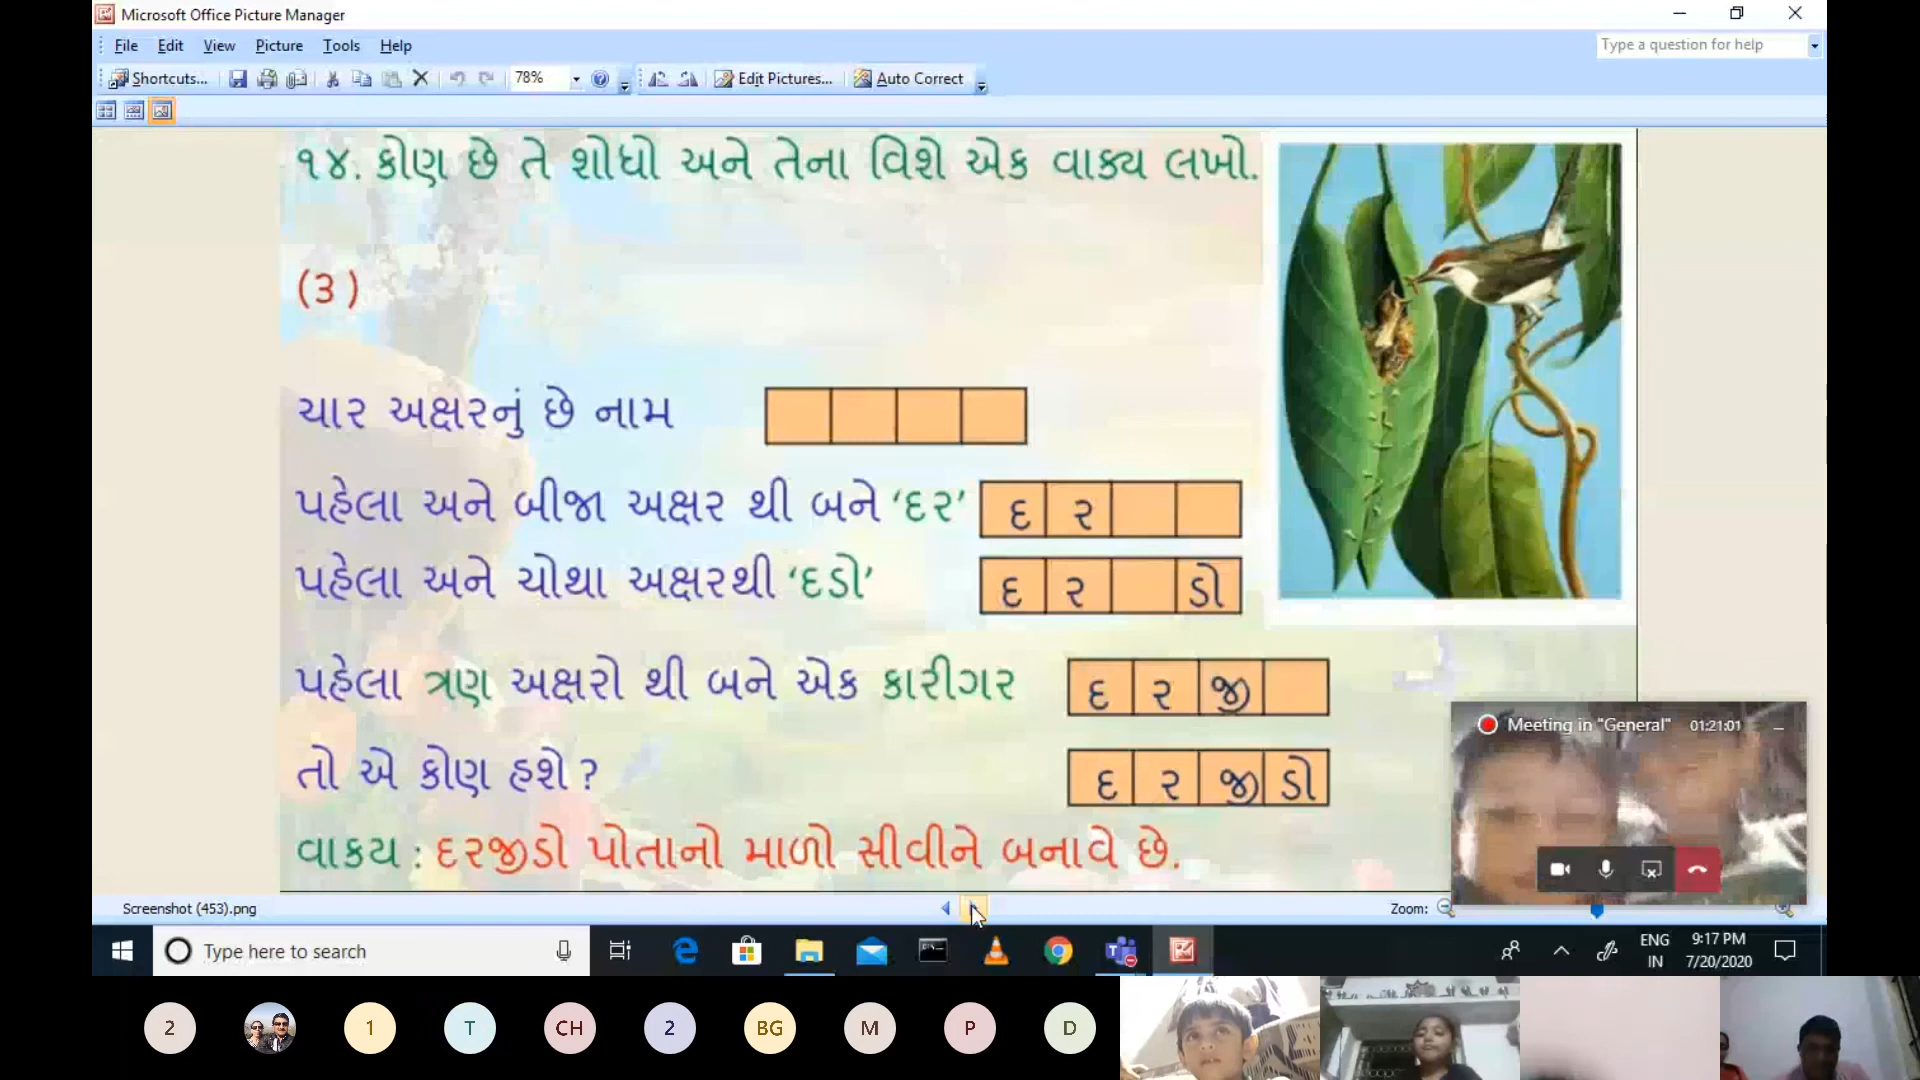 Microsoft Office Picture Manager
File Edit View Picture Tools Help
Type a question for help
Shortcuts... 78% Edit Pictures... Auto Correct
૧૪. કોણ છે તે શોધો અને તેના વિશે એક વાક્ય લખો.
(૩)
ચાર અક્ષરનું છે નામ
પહેલા અને બીજા અક્ષર થી બને ‘દર’ દ ર
પહેલા અને ચોથા અક્ષરથી ‘દડો’ દ ર ડો
પહેલા ત્રણ અક્ષરો થી બને એક કારીગર દ ર જી
તો એ કોણ હશે? દ ર જી ડો
વાકય : દરજીડો પોતાનો માળો સીવીને બનાવે છે.
Meeting in "General" 01:21:01
Screenshot (453).png
Zoom:
Type here to search
ENG
IN
9:17 PM
7/20/2020
2 1 T CH 2 BG M P D